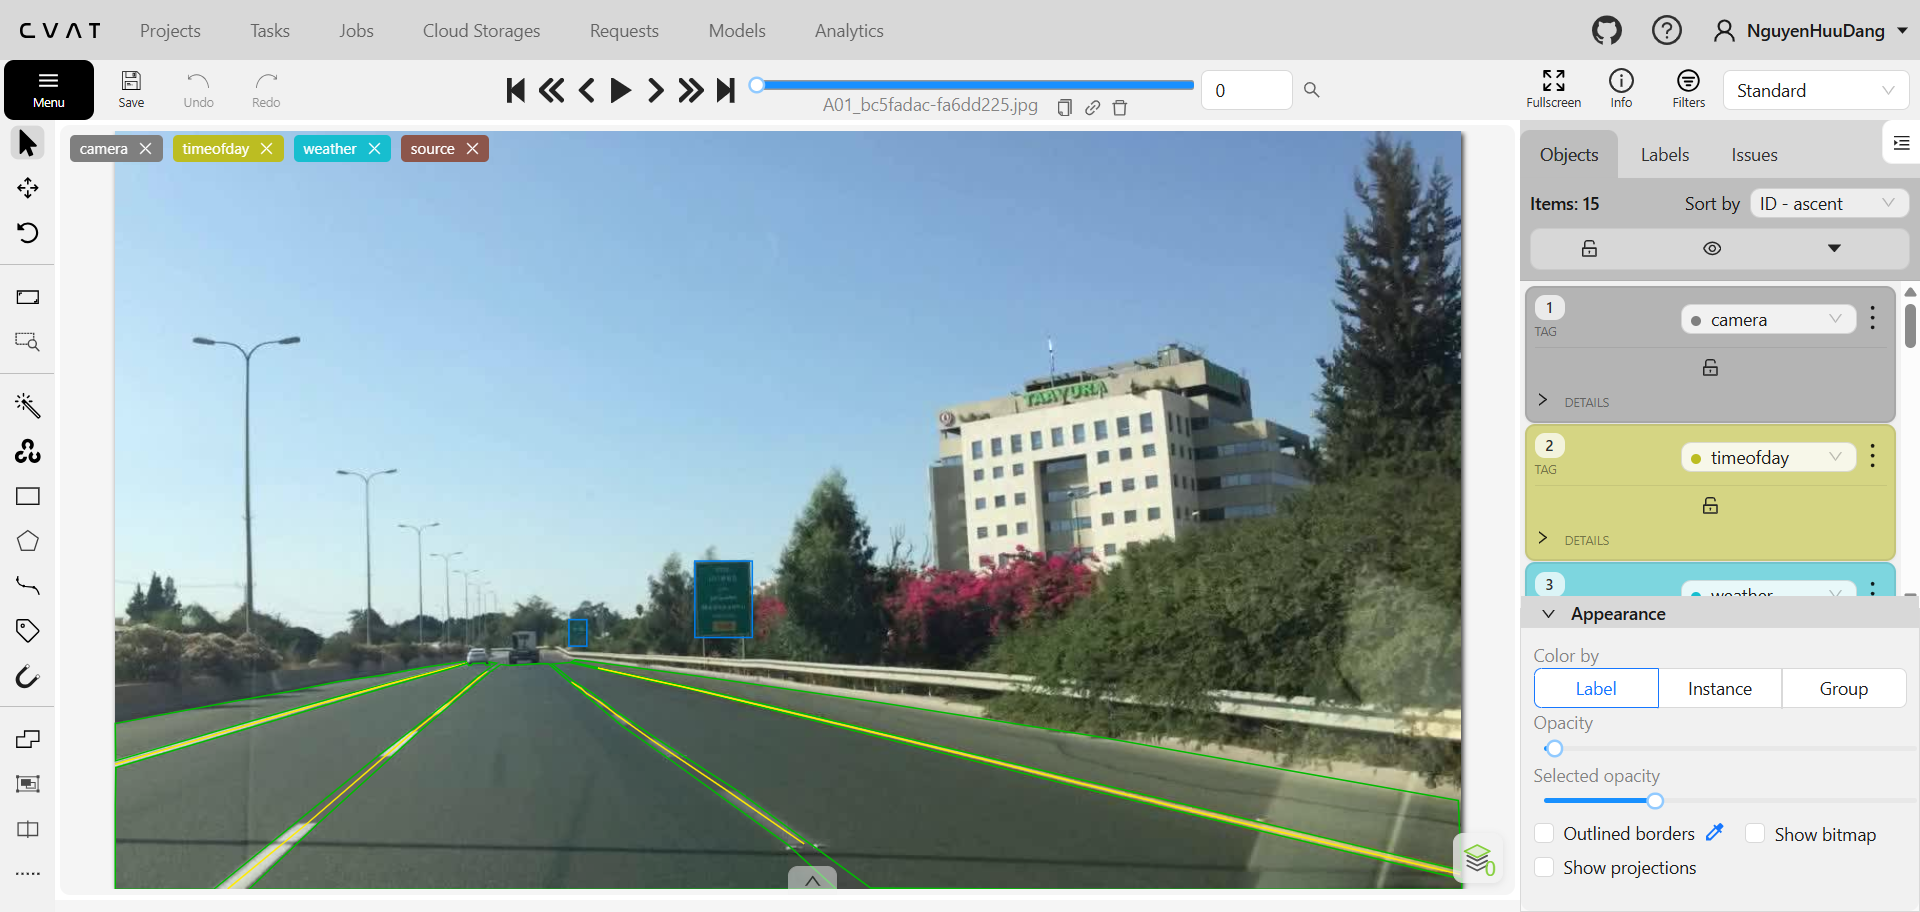 CVAT
Projects
Tasks
Jobs
Cloud Storages
Requests
Models
Analytics
NguyenHuuDang
Menu
Save
Undo
Redo
A01_bc5fadac-fa6dd225.jpg
0
Fullscreen
Info
Filters
Standard
camera
timeofday
weather
source
TAAVURA
Objects
Labels
Issues
Items: 15
Sort by
ID - ascent
1
TAG
camera
DETAILS
2
TAG
timeofday
DETAILS
3
weather
Appearance
Color by
Label
Instance
Group
Opacity
Selected opacity
Outlined borders
Show bitmap
Show projections
0